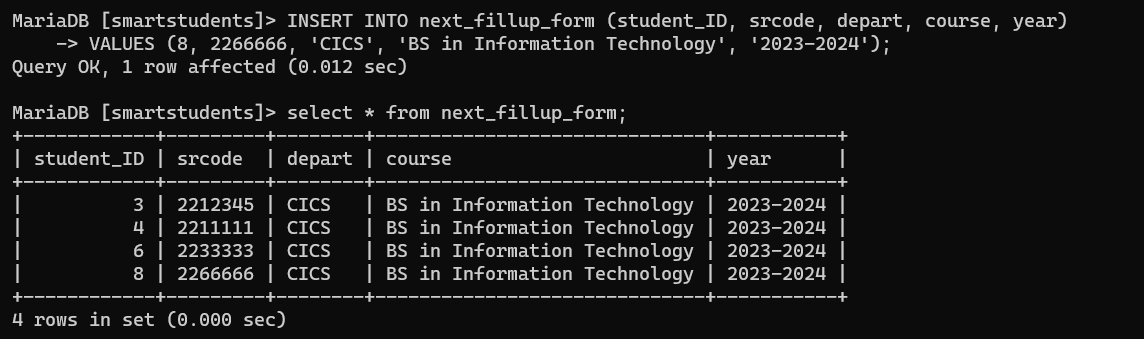 MariaDB [smartstudents]> INSERT INTO next_fillup_form (student_ID, srcode, depart, course, year)
    -> VALUES (8, 2266666, 'CICS', 'BS in Information Technology', '2023-2024');
Query OK, 1 row affected (0.012 sec)

MariaDB [smartstudents]> select * from next_fillup_form;
+------------+---------+--------+------------------------------+-----------+
| student_ID | srcode  | depart | course                       | year      |
+------------+---------+--------+------------------------------+-----------+
|          3 | 2212345 | CICS   | BS in Information Technology | 2023-2024 |
|          4 | 2211111 | CICS   | BS in Information Technology | 2023-2024 |
|          6 | 2233333 | CICS   | BS in Information Technology | 2023-2024 |
|          8 | 2266666 | CICS   | BS in Information Technology | 2023-2024 |
+------------+---------+--------+------------------------------+-----------+
4 rows in set (0.000 sec)